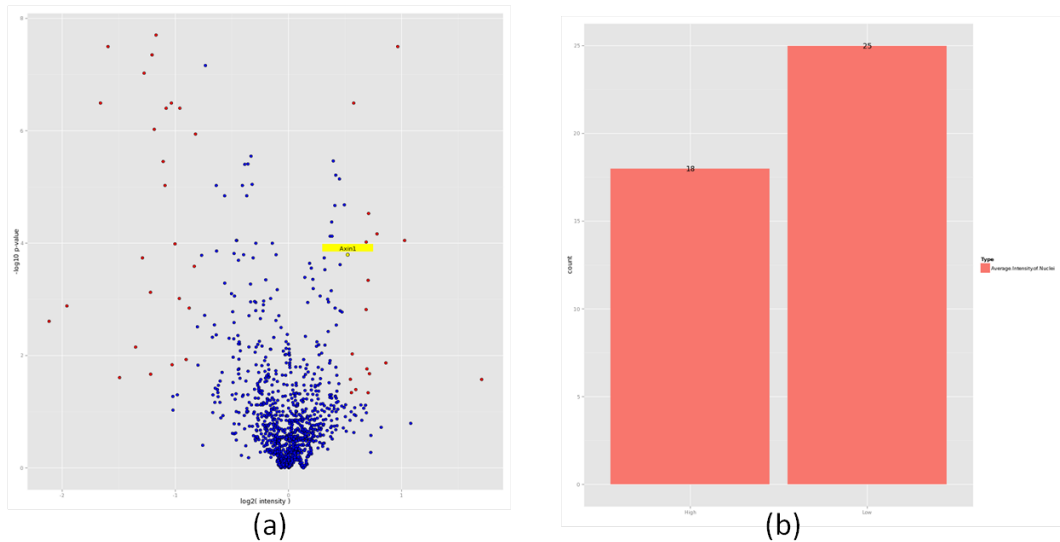 8
6
4
2
0
-log10 p-value
Axin1
-2
-1
0
1
log2( intensity )
(a)
25
20
15
10
5
0
count
18
25
High
Low
Type
Average.Intensity.of.Nuclei
(b)